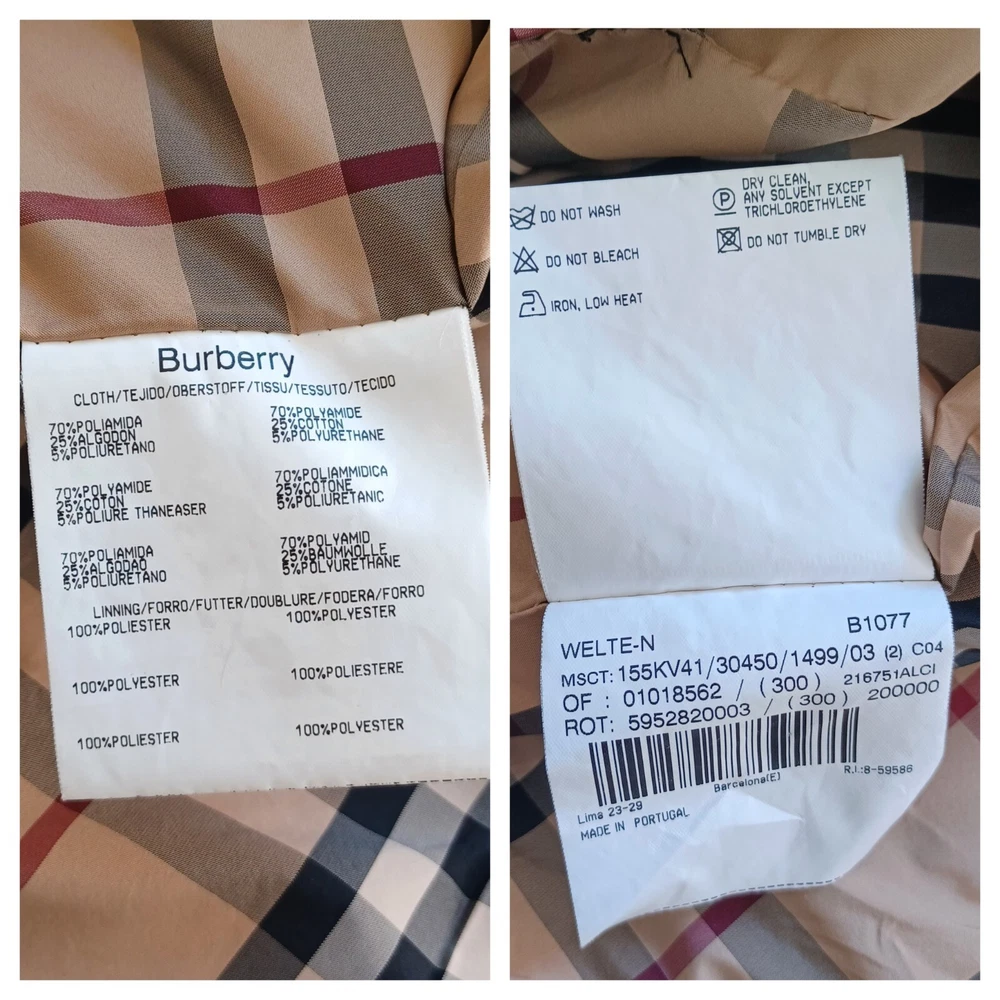 Burberry
CLOTH/TEJIDO/OBERSTOFF/TISSU/TESSUTO/TECIDO
70%POLIAMIDA
25%ALGODON
5%POLIURETANO
70%POLYAMIDE
25%COTTON
5%POLYURETHANE
70%POLYAMIDE
25%COTON
5%POLIURE THANEASER
70%POLIAMMIDICA
25%COTONE
5%POLIURETANIC
70%POLIAMIDA
25%ALGODAO
5%POLIURETANO
70%POLYAMID
25%BAUMWOLLE
5%POLYURETHANE
LINNING/FORRO/FUTTER/DOUBLURE/FODERA/FORRO
100%POLIESTER
100%POLYESTER
100%POLYESTER
100%POLIESTERE
100%POLIESTER
100%POLYESTER
DO NOT WASH
DO NOT BLEACH
IRON, LOW HEAT
P
DRY CLEAN,
ANY SOLVENT EXCEPT
TRICHLOROETHYLENE
DO NOT TUMBLE DRY
WELTE-N B1077
MSCT: 155KV41/30450/1499/03 (2) C04
OF : 01018562 / (300) 216751ALCI
ROT: 5952820003 / (300) 200000
Barcelona(E) R.I.:8-59586
Lima 23-29
MADE IN PORTUGAL